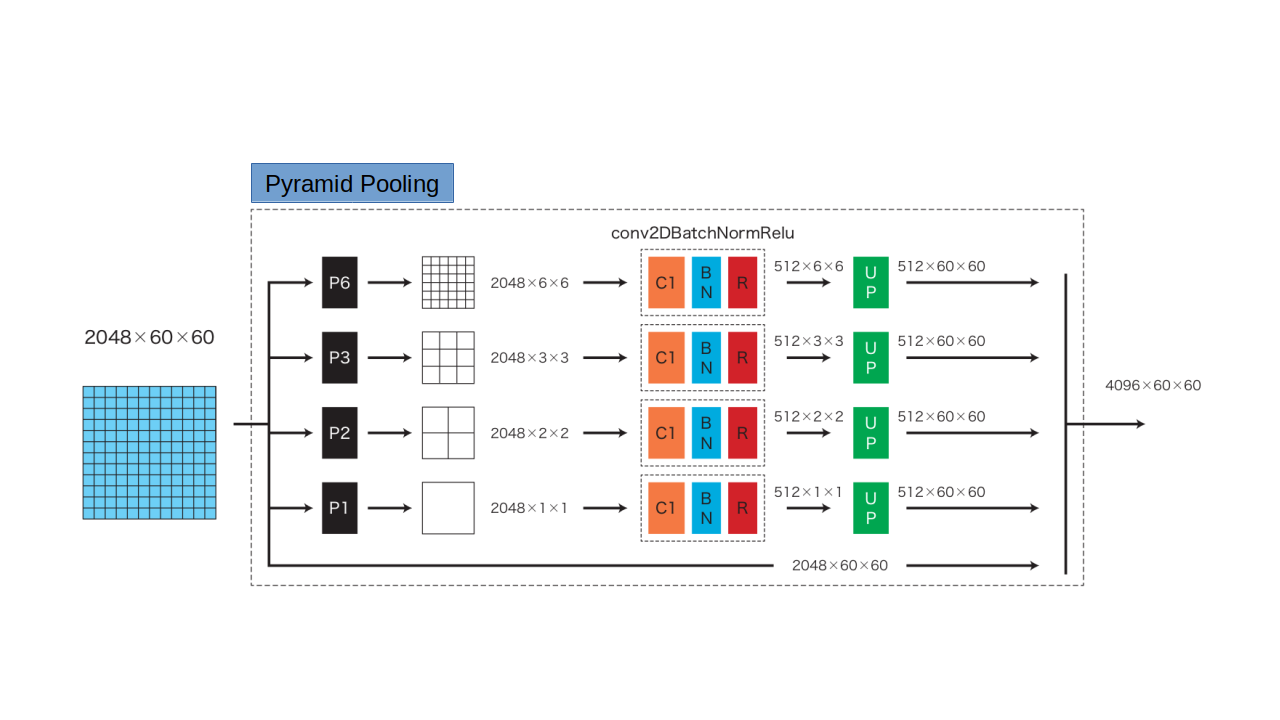 Pyramid Pooling
conv2DBatchNormRelu
2048×60×60
P6
2048×6×6
C1
B
N
R
512×6×6
U
P
512×60×60
P3
2048×3×3
C1
B
N
R
512×3×3
U
P
512×60×60
P2
2048×2×2
C1
B
N
R
512×2×2
U
P
512×60×60
P1
2048×1×1
C1
B
N
R
512×1×1
U
P
512×60×60
2048×60×60
4096×60×60